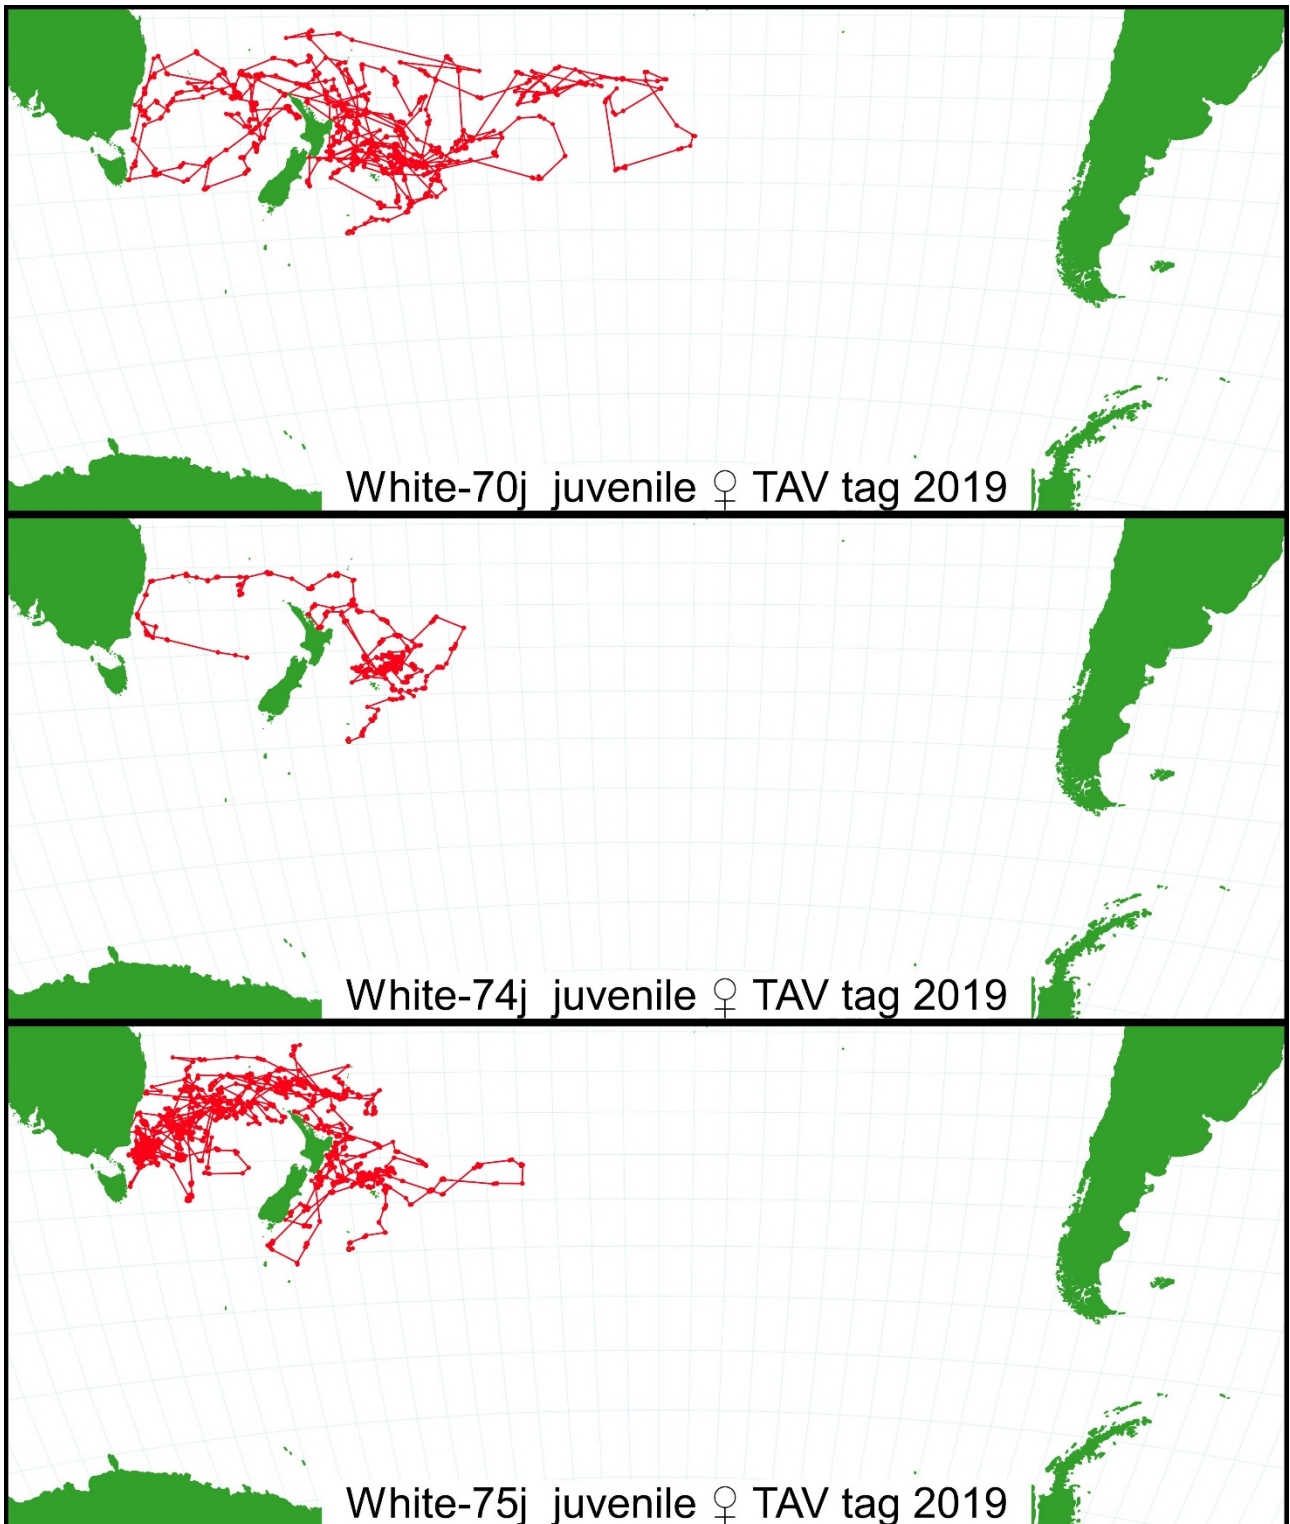 White-70j juvenile ♀ TAV tag 2019
White-74j juvenile ♀ TAV tag 2019
White-75j juvenile ♀ TAV tag 2019